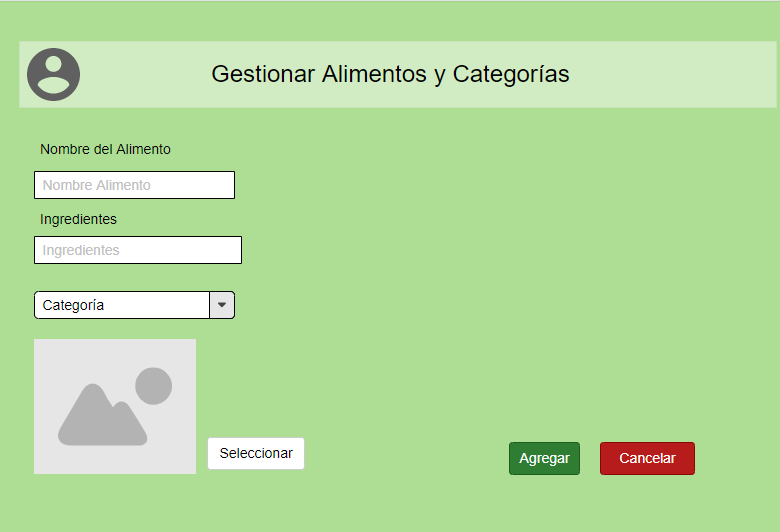 Gestionar Alimentos y Categorías
Nombre del Alimento
Nombre Alimento
Ingredientes
Ingredientes
Categoría
Seleccionar
Agregar
Cancelar